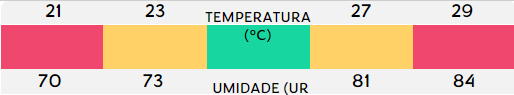 21 23 TEMPERATURA 27 29
(°C)
70 73 UMIDADE (UR 81 84